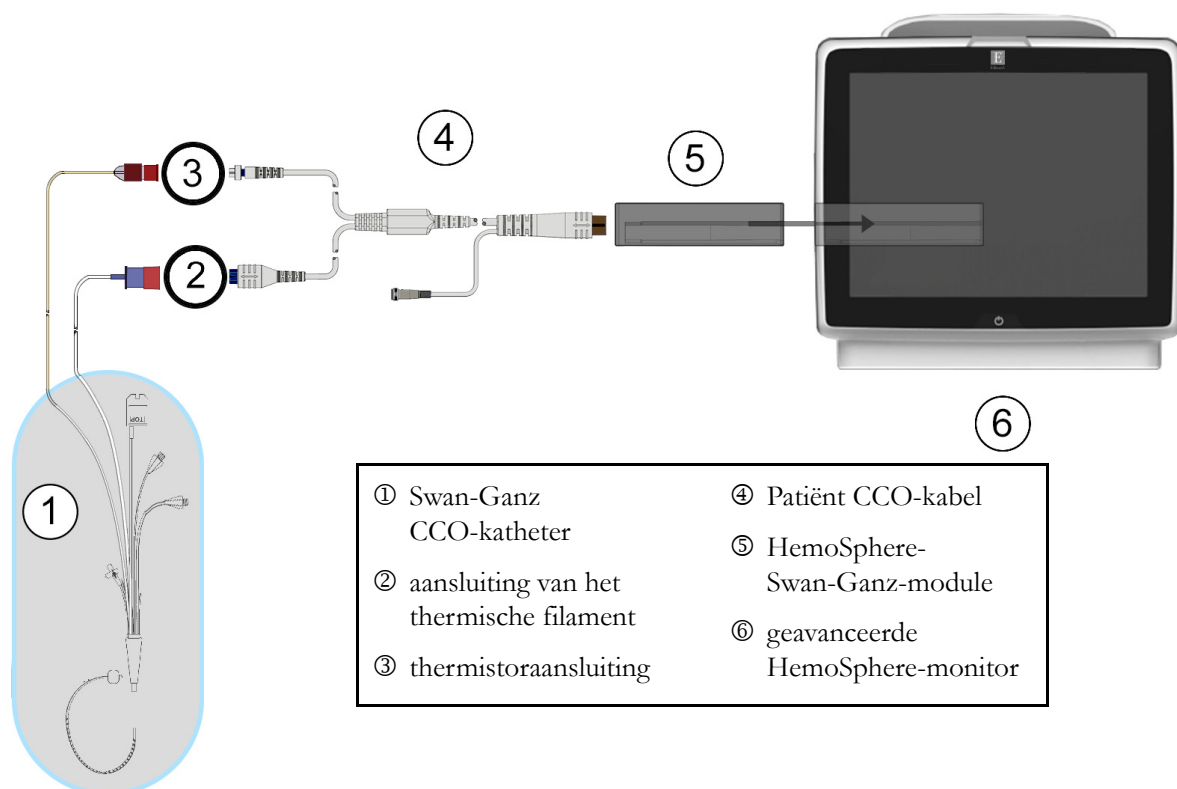 ④
③
⑤
E
②
⑥
①
① Swan-Ganz
CCO-katheter
② aansluiting van het
thermische filament
③ thermistoraansluiting
④ Patiënt CCO-kabel
⑤ HemoSphere-
Swan-Ganz-module
⑥ geavanceerde
HemoSphere-monitor